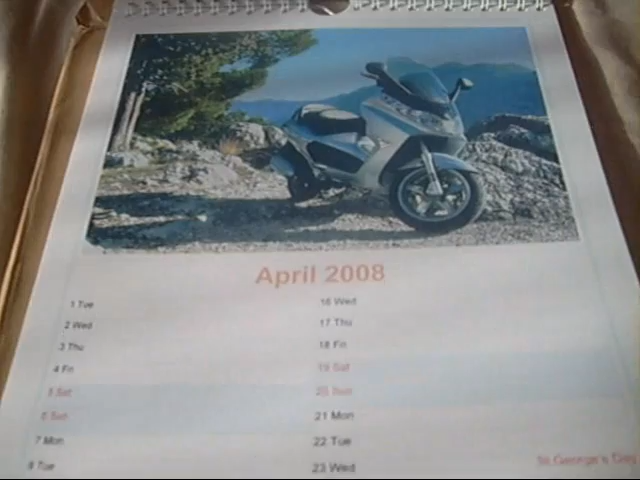 April 2008
1 Tue
2 Wed
3 Thu
4 Fri
5 Sat
6 Sun
7 Mon
8 Tue
16 Wed
17 Thu
18 Fri
19 Sat
20 Sun
21 Mon
22 Tue
23 Wed
St George's Day